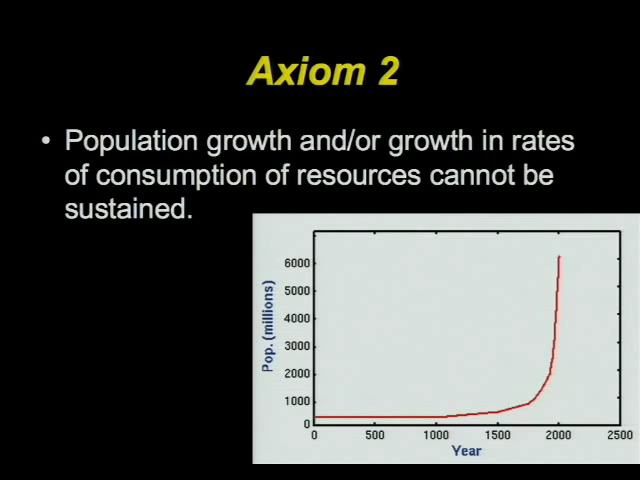 Axiom 2
• Population growth and/or growth in rates
of consumption of resources cannot be
sustained.
Pop. (millions)
6000
5000
4000
3000
2000
1000
0
0 500 1000 1500 2000 2500
Year